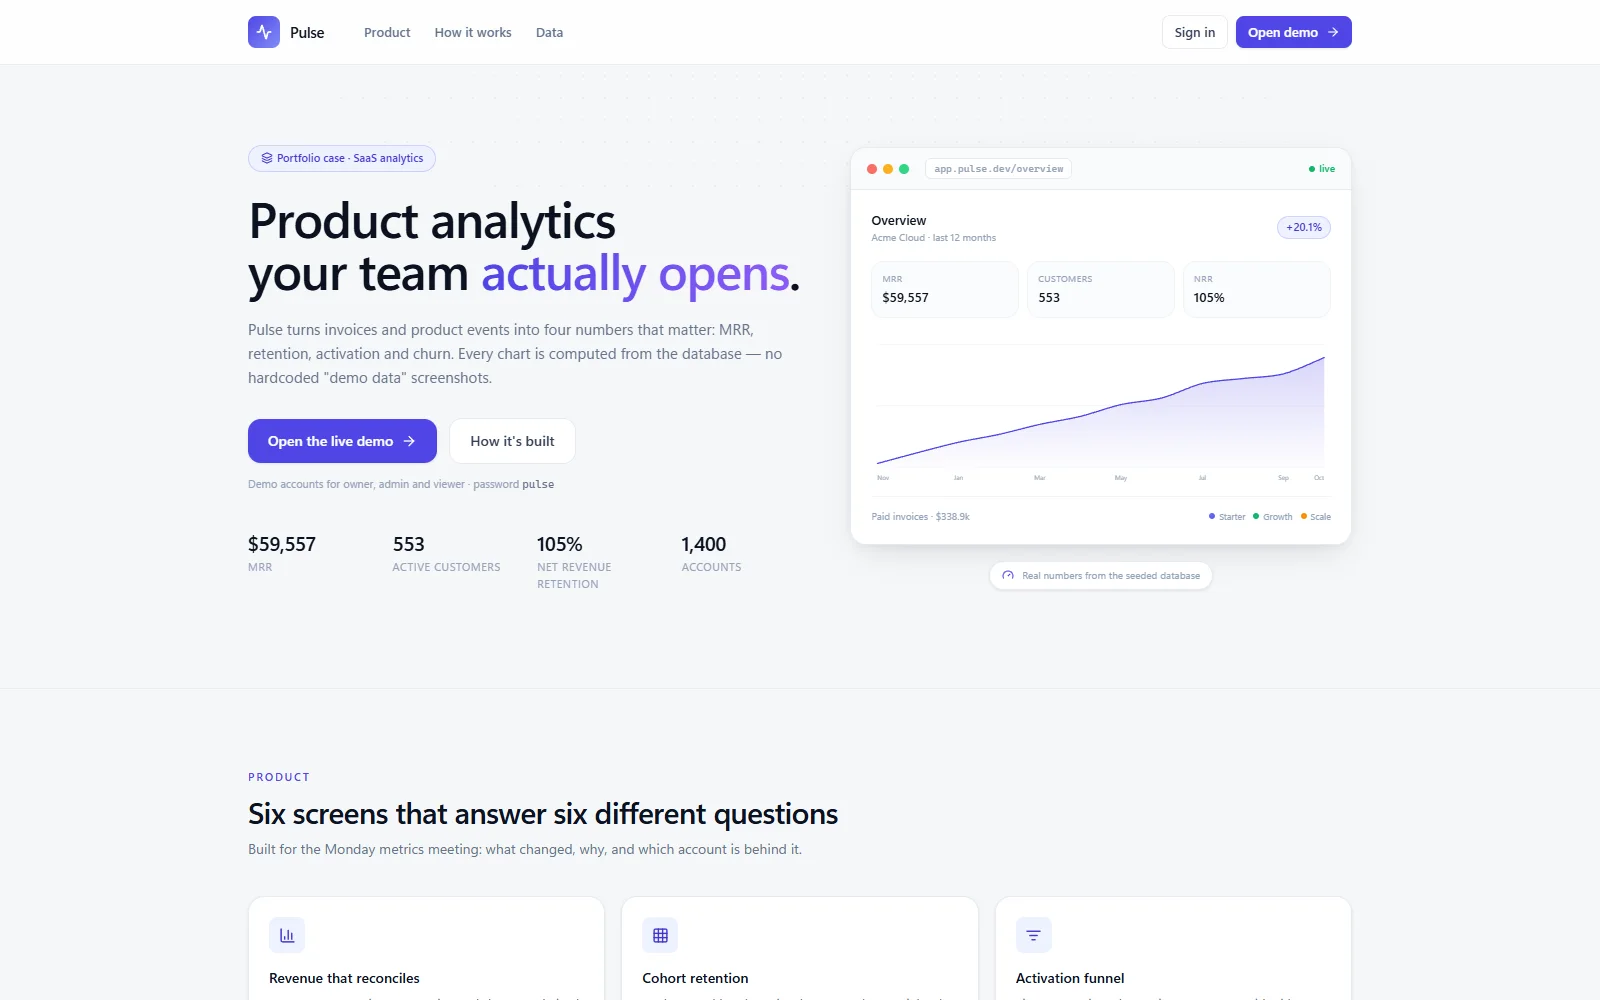 Pulse
Product
How it works
Data
Sign in
Open demo
Portfolio case · SaaS analytics
Product analytics
your team actually opens.
Pulse turns invoices and product events into four numbers that matter: MRR,
retention, activation and churn. Every chart is computed from the database — no
hardcoded "demo data" screenshots.
Open the live demo
How it's built
Demo accounts for owner, admin and viewer · password pulse
$59,557
MRR
553
ACTIVE CUSTOMERS
105%
NET REVENUE
RETENTION
1,400
ACCOUNTS
app.pulse.dev/overview
live
Overview
Acme Cloud · last 12 months
+20.1%
MRR
$59,557
CUSTOMERS
553
NRR
105%
Nov
Jan
Mar
May
Jul
Sep
Oct
Paid invoices · $338.9k
Starter
Growth
Scale
Real numbers from the seeded database
PRODUCT
Six screens that answer six different questions
Built for the Monday metrics meeting: what changed, why, and which account is behind it.
Revenue that reconciles
Cohort retention
Activation funnel